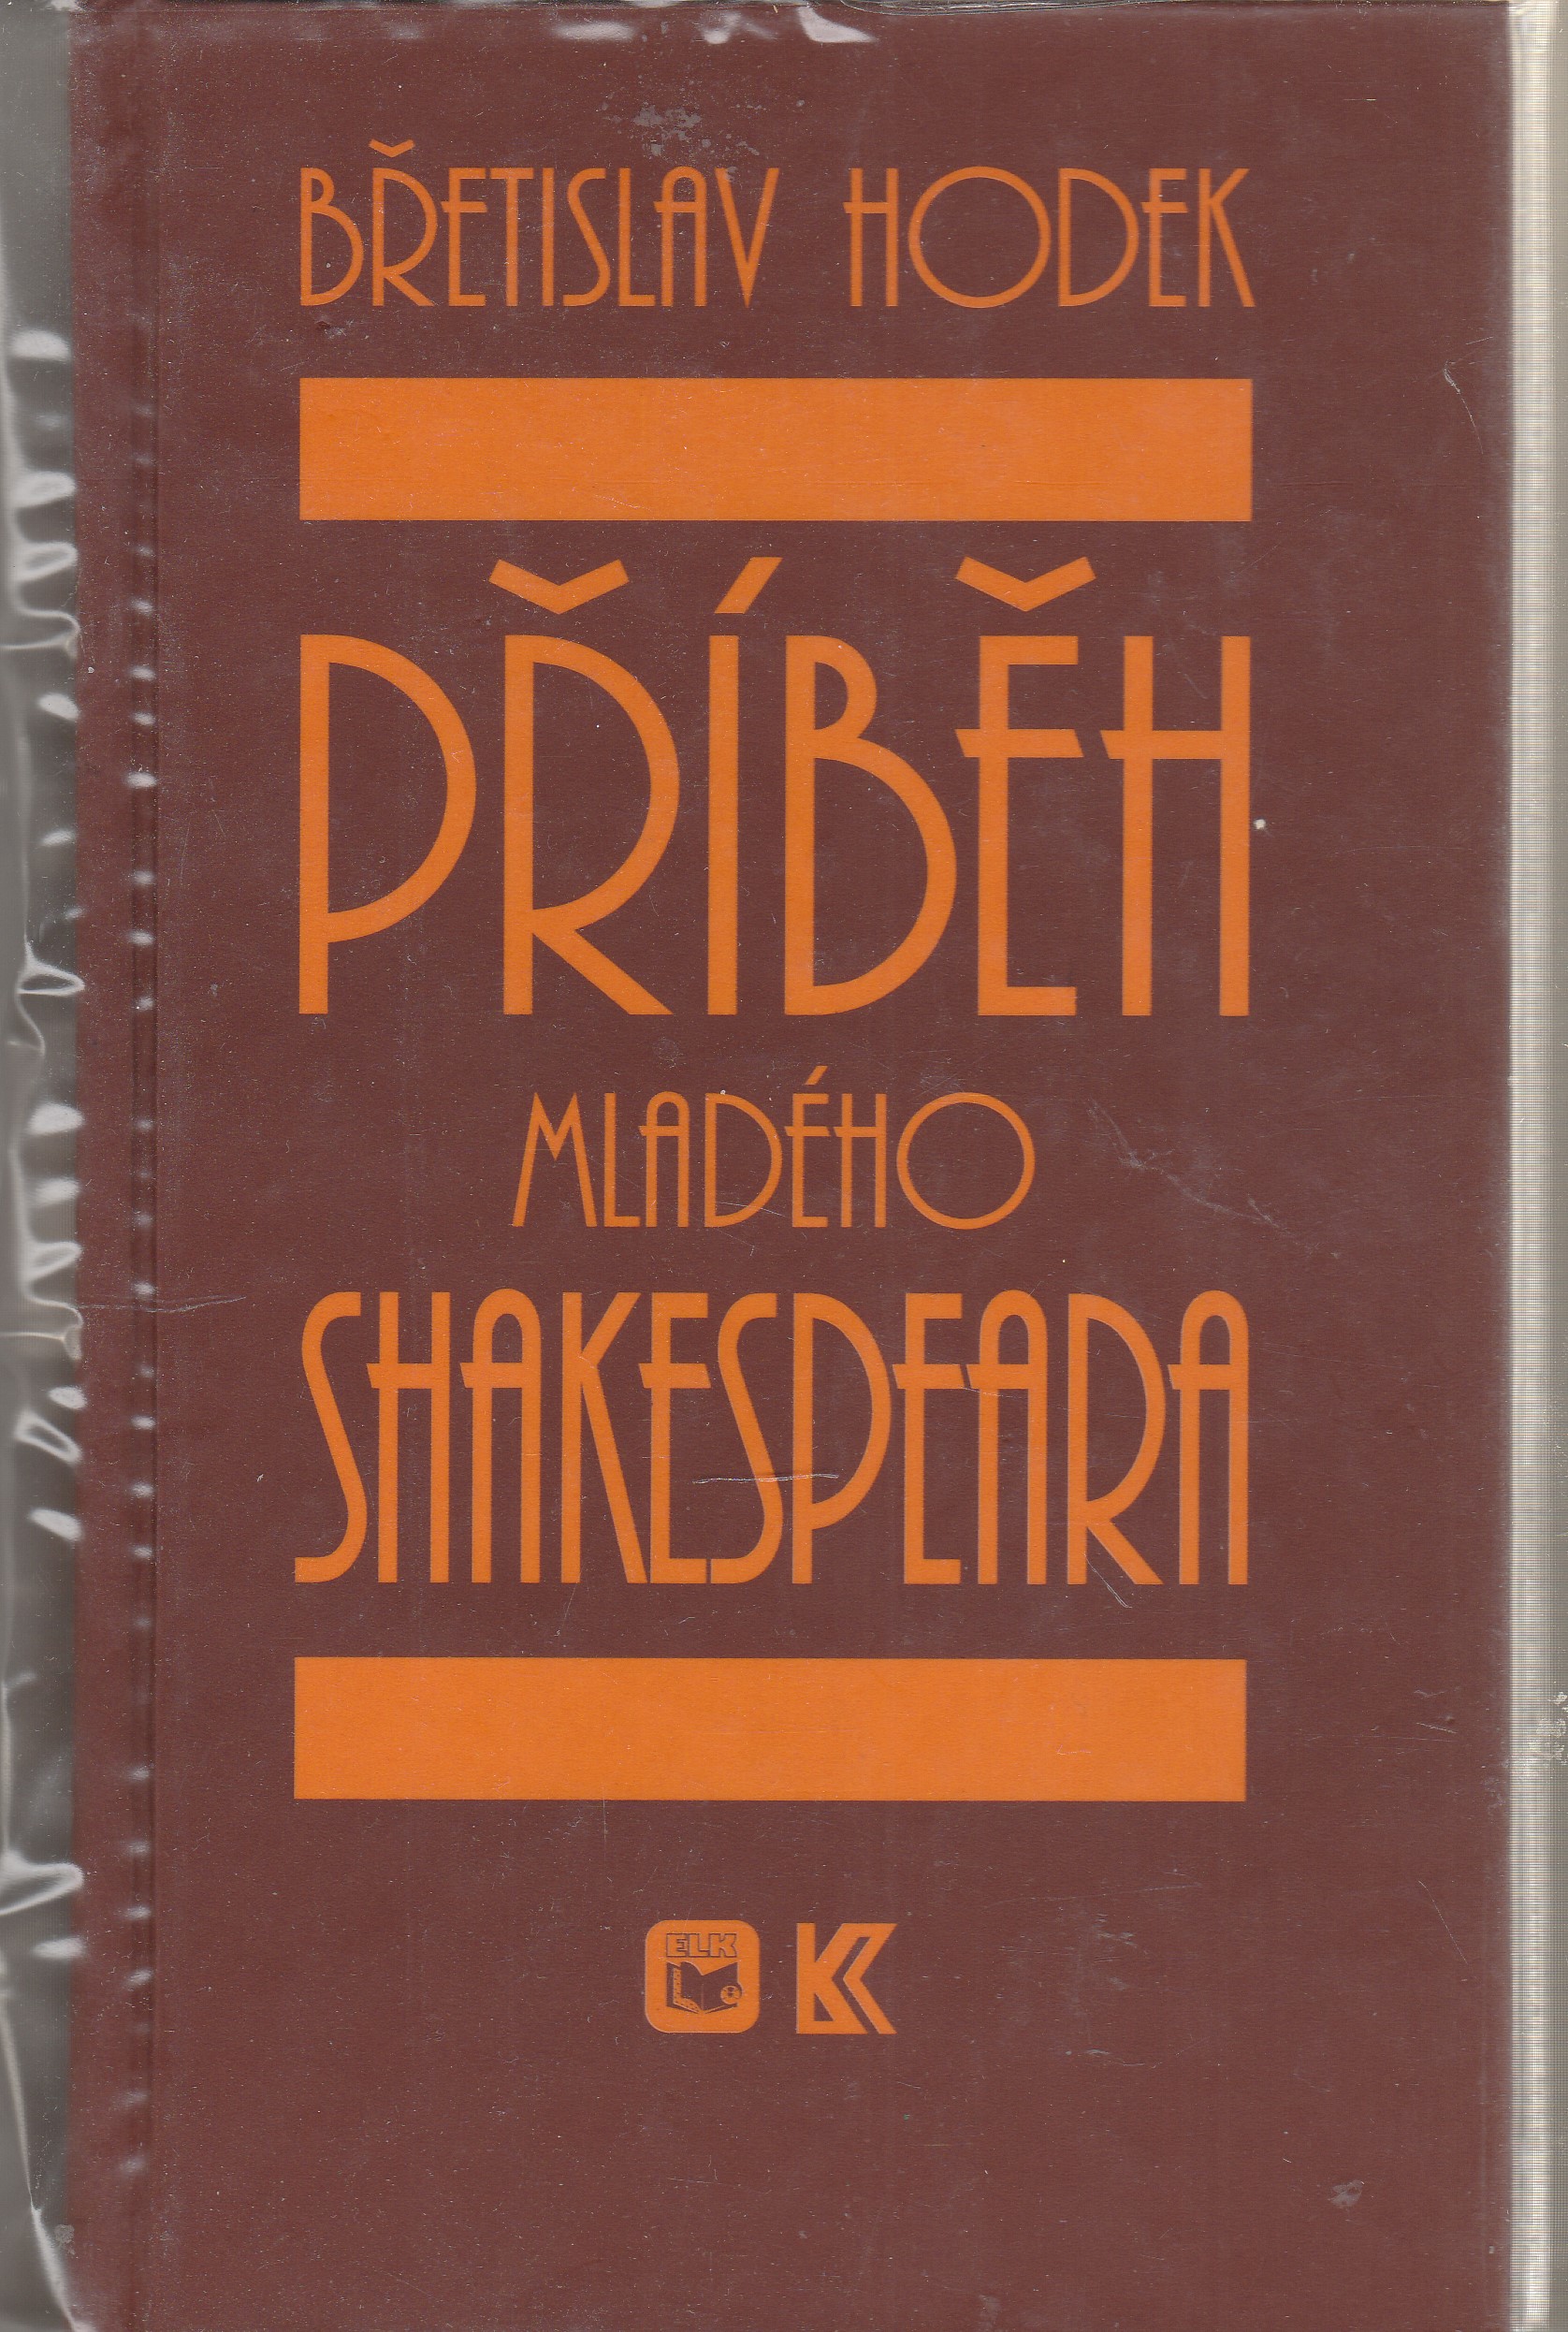 BŘETISLAV HODEK
PŘÍBĚH
MLADÉHO
SHAKESPEARA
ELK